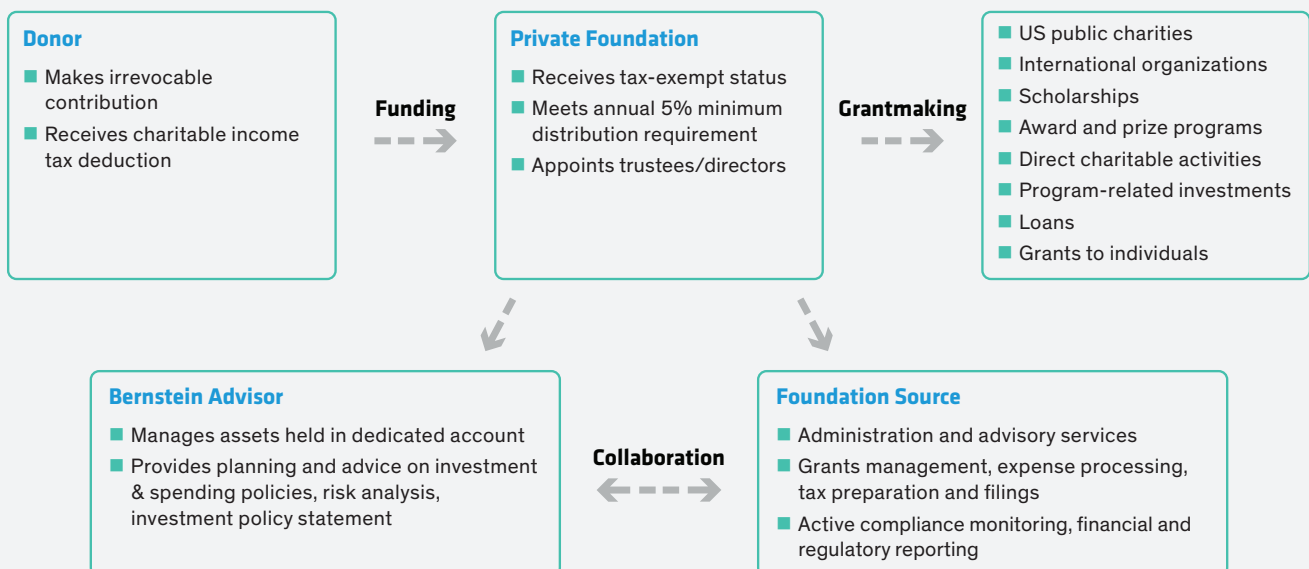 Donor
Makes irrevocable
contribution
Receives charitable income
tax deduction
Funding
Private Foundation
Receives tax-exempt status
Meets annual 5% minimum
distribution requirement
Appoints trustees/directors
Grantmaking
US public charities
International organizations
Scholarships
Award and prize programs
Direct charitable activities
Program-related investments
Loans
Grants to individuals
Bernstein Advisor
Manages assets held in dedicated account
Provides planning and advice on investment
& spending policies, risk analysis,
investment policy statement
Collaboration
Foundation Source
Administration and advisory services
Grants management, expense processing,
tax preparation and filings
Active compliance monitoring, financial and
regulatory reporting